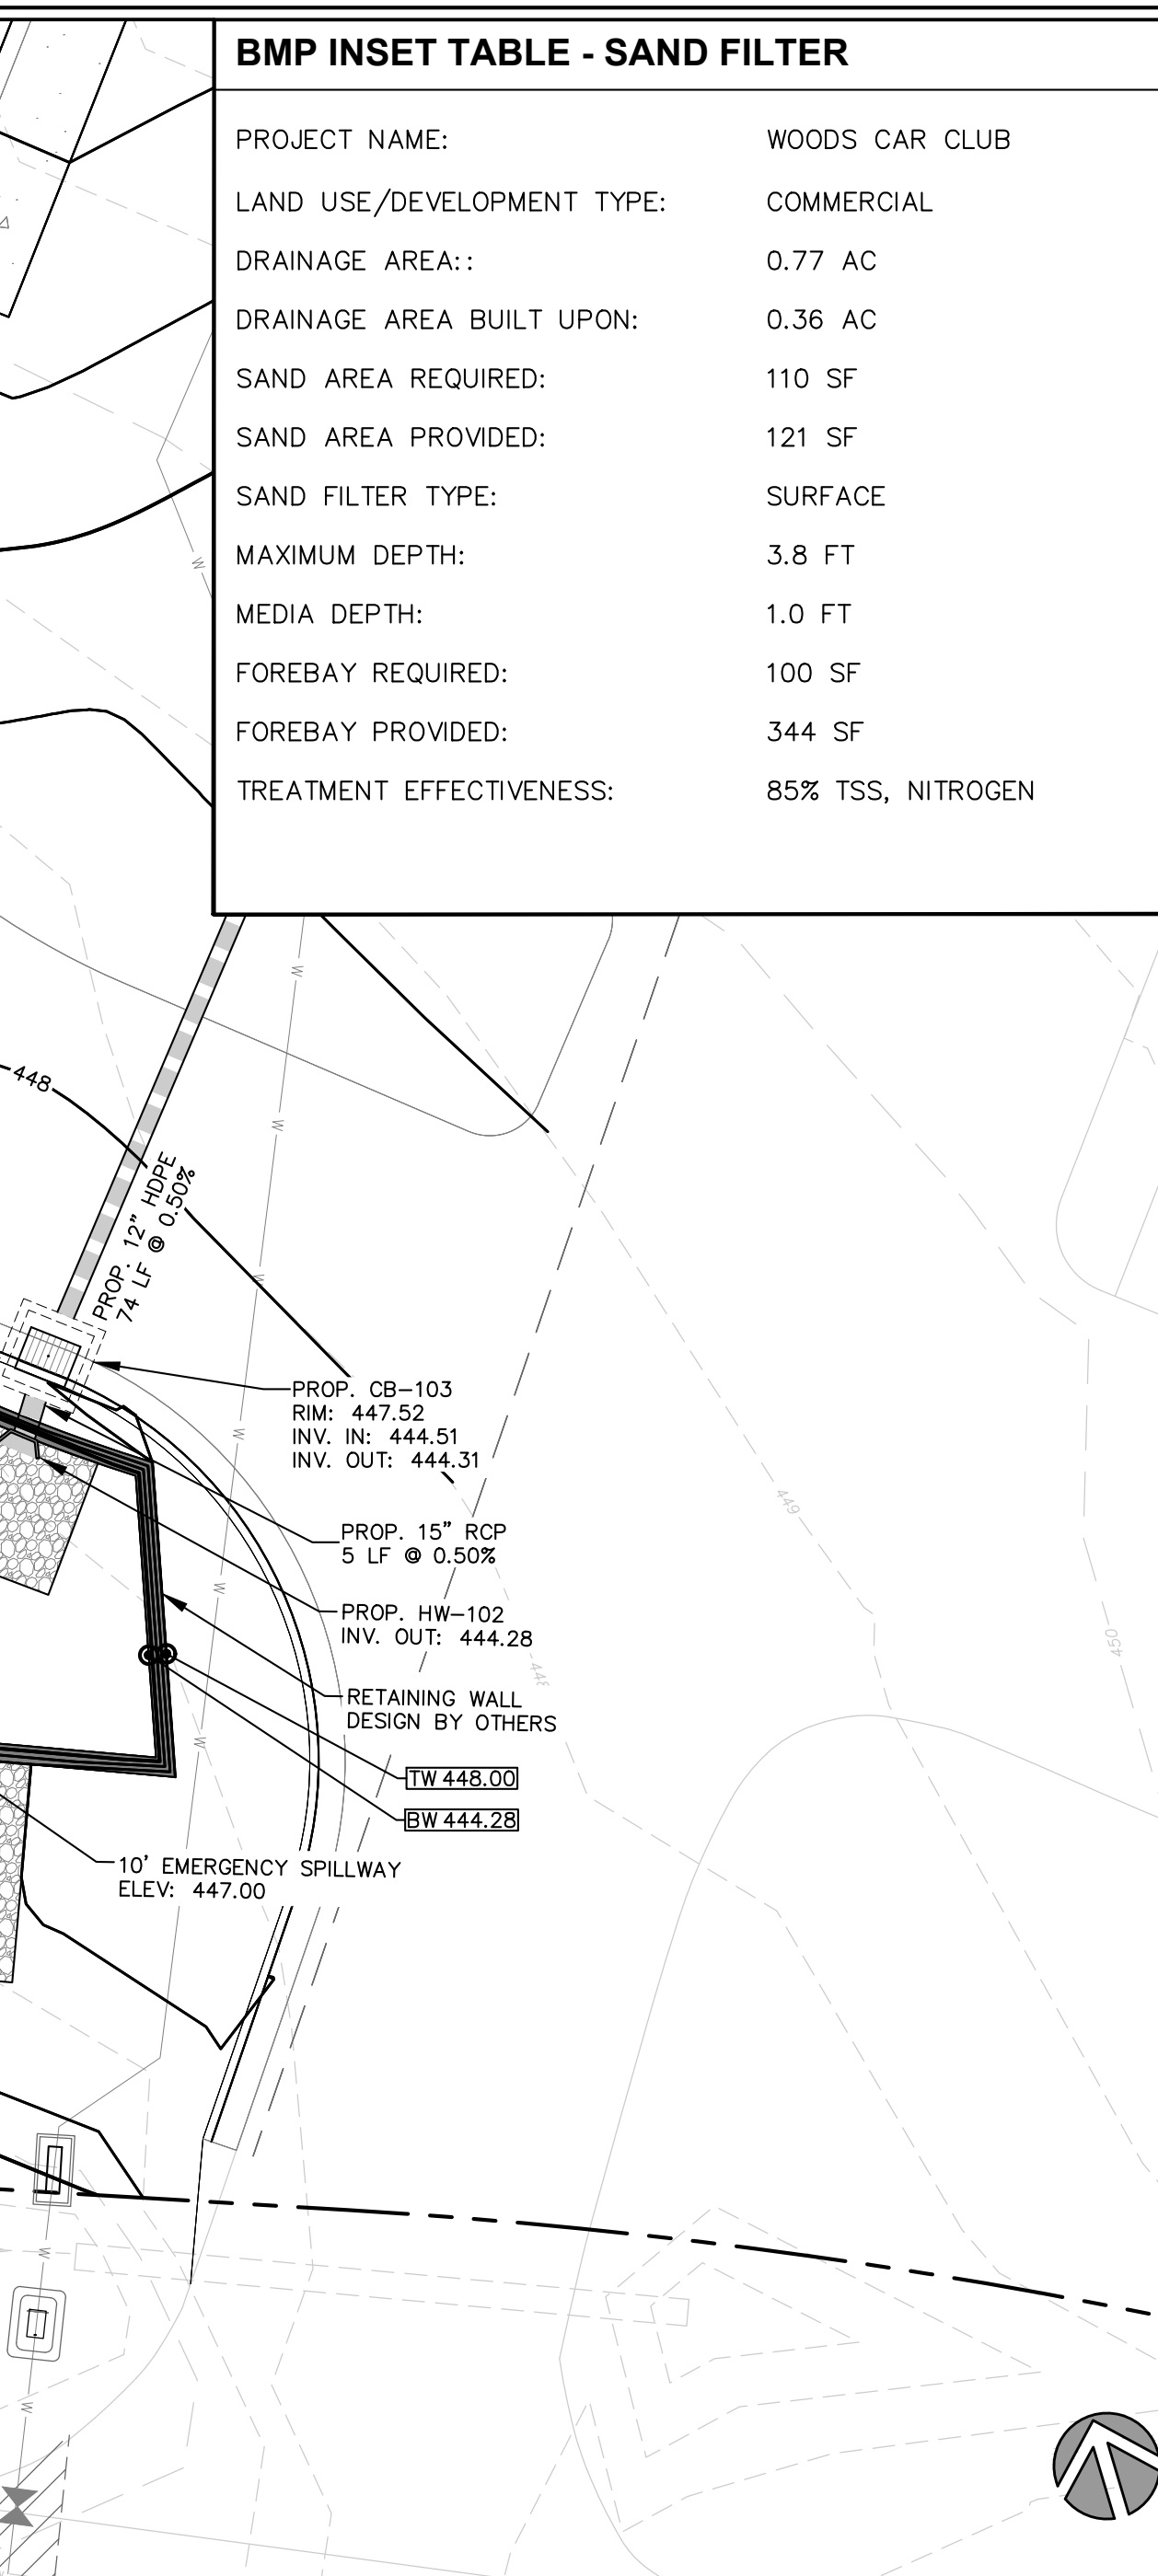 BMP INSET TABLE - SAND FILTER
PROJECT NAME: WOODS CAR CLUB
LAND USE/DEVELOPMENT TYPE: COMMERCIAL
DRAINAGE AREA:: 0.77 AC
DRAINAGE AREA BUILT UPON: 0.36 AC
SAND AREA REQUIRED: 110 SF
SAND AREA PROVIDED: 121 SF
SAND FILTER TYPE: SURFACE
MAXIMUM DEPTH: 3.8 FT
MEDIA DEPTH: 1.0 FT
FOREBAY REQUIRED: 100 SF
FOREBAY PROVIDED: 344 SF
TREATMENT EFFECTIVENESS: 85% TSS, NITROGEN
W
W
448
W
PROP. 12" HDPE
74 LF @ 0.50%
W
PROP. CB-103
RIM: 447.52
INV. IN: 444.51
INV. OUT: 444.31
W
449
PROP. 15" RCP
5 LF @ 0.50%
W
PROP. HW-102
INV. OUT: 444.28
450
448
RETAINING WALL
DESIGN BY OTHERS
W
TW 448.00
BW 444.28
10' EMERGENCY SPILLWAY
ELEV: 447.00
W
W